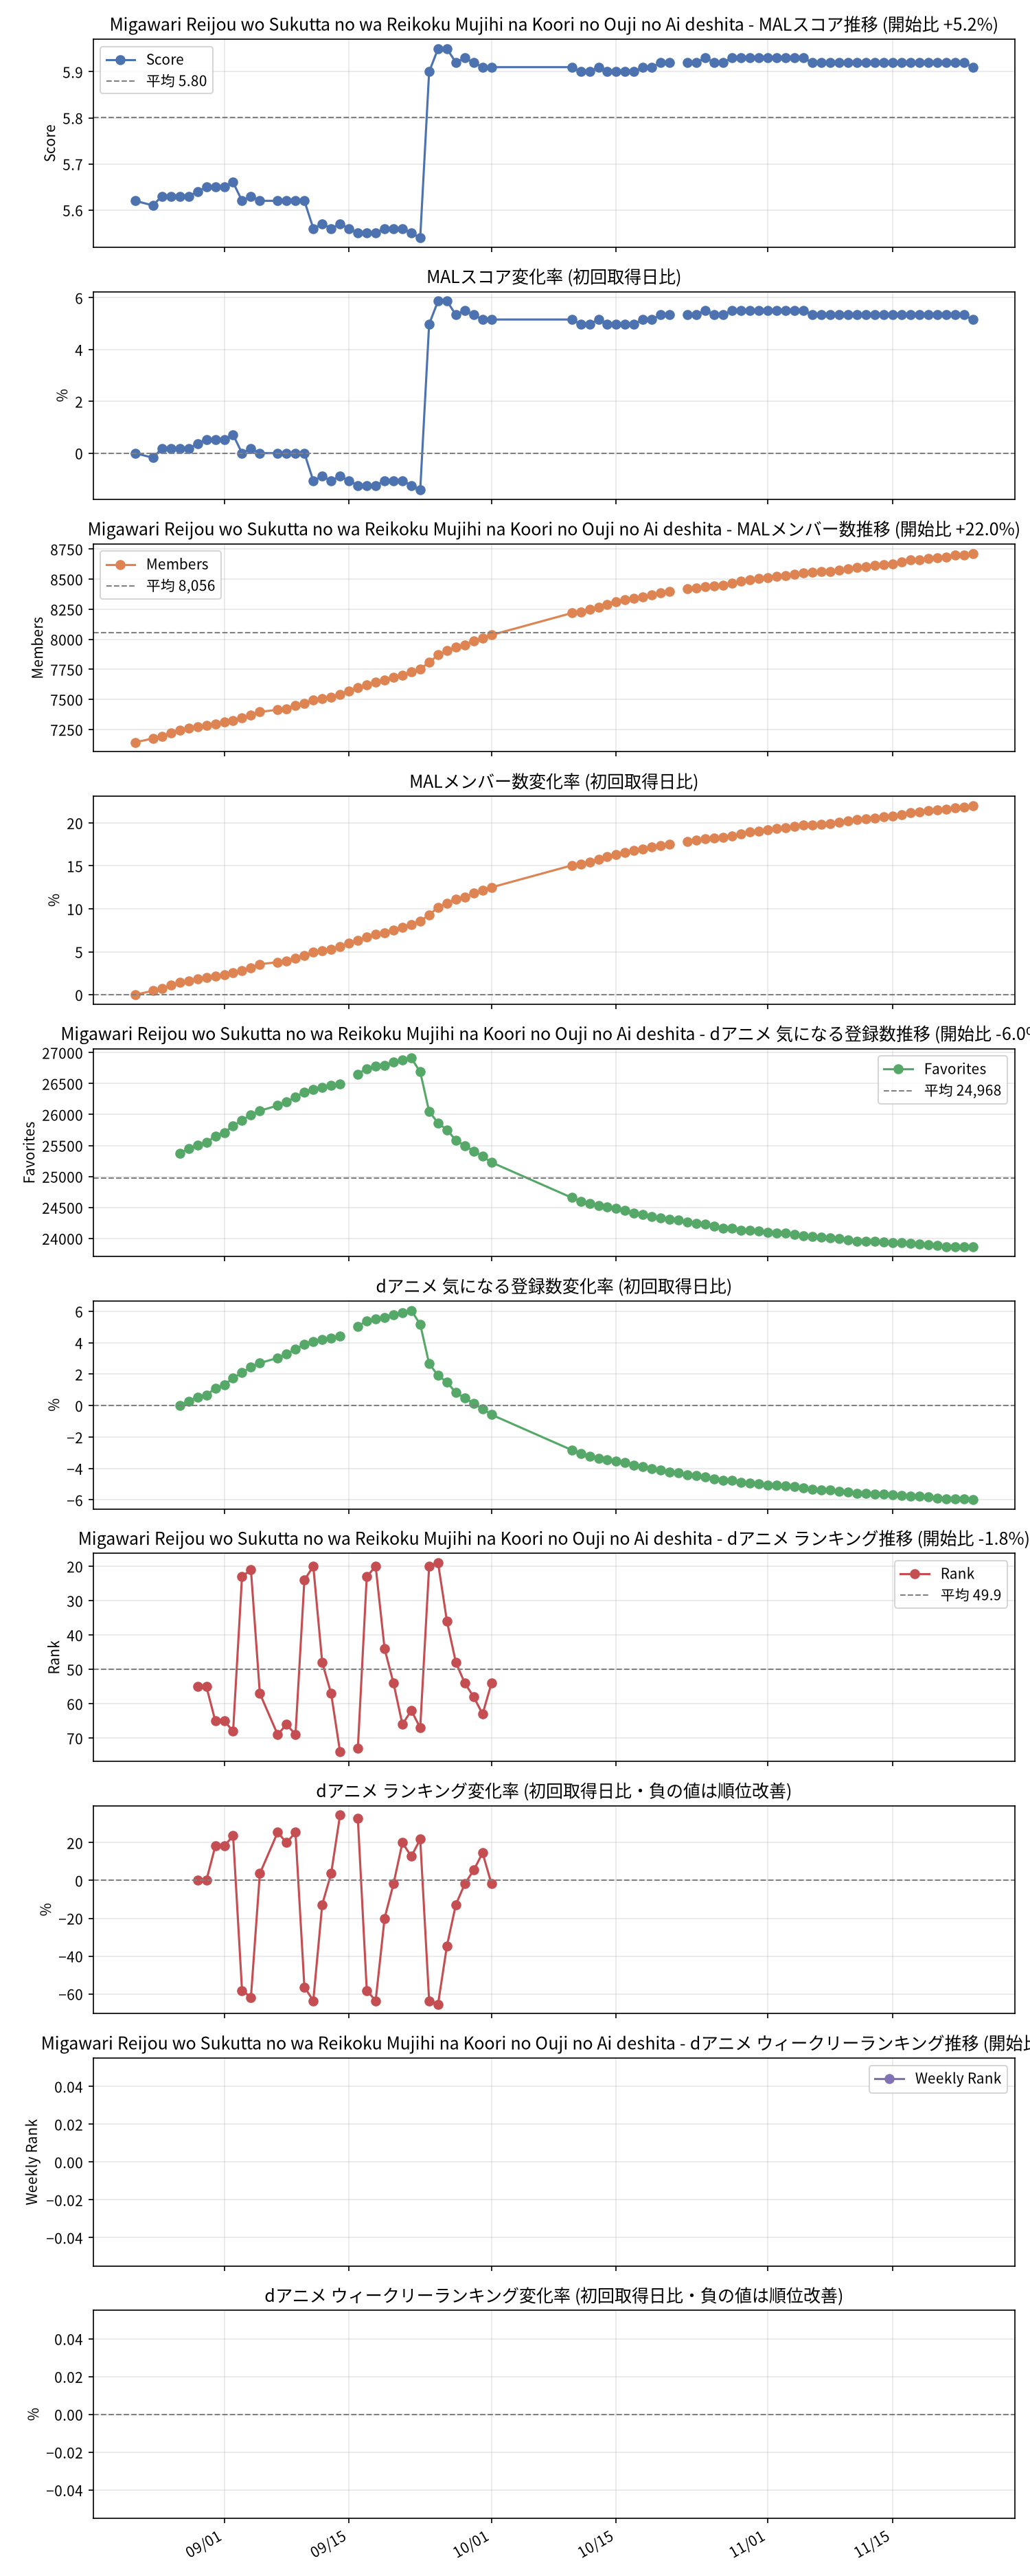 Migawari Reijou wo Sukutta no wa Reikoku Mujihi na Koori no Ouji no Ai deshita - MALスコア推移 (開始比 +5.2%)
Score
平均 5.80
5.9
5.8
5.7
5.6
Score
MALスコア変化率 (初回取得日比)
6
4
2
0
%
Migawari Reijou wo Sukutta no wa Reikoku Mujihi na Koori no Ouji no Ai deshita - MALメンバー数推移 (開始比 +22.0%)
Members
平均 8,056
8750
8500
8250
8000
7750
7500
7250
Members
MALメンバー数変化率 (初回取得日比)
20
15
10
5
0
%
Migawari Reijou wo Sukutta no wa Reikoku Mujihi na Koori no Ouji no Ai deshita - dアニメ 気になる登録数推移 (開始比 -6.0%
Favorites
平均 24,968
27000
26500
26000
25500
25000
24500
24000
Favorites
dアニメ 気になる登録数変化率 (初回取得日比)
6
4
2
0
−2
−4
−6
%
Migawari Reijou wo Sukutta no wa Reikoku Mujihi na Koori no Ouji no Ai deshita - dアニメ ランキング推移 (開始比 -1.8%)
Rank
平均 49.9
20
30
40
50
60
70
Rank
dアニメ ランキング変化率 (初回取得日比・負の値は順位改善)
20
0
−20
−40
−60
%
Migawari Reijou wo Sukutta no wa Reikoku Mujihi na Koori no Ouji no Ai deshita - dアニメ ウィークリーランキング推移 (開始比
Weekly Rank
0.04
0.02
0.00
−0.02
−0.04
Weekly Rank
dアニメ ウィークリーランキング変化率 (初回取得日比・負の値は順位改善)
0.04
0.02
0.00
−0.02
−0.04
%
09/01
09/15
10/01
10/15
11/01
11/15